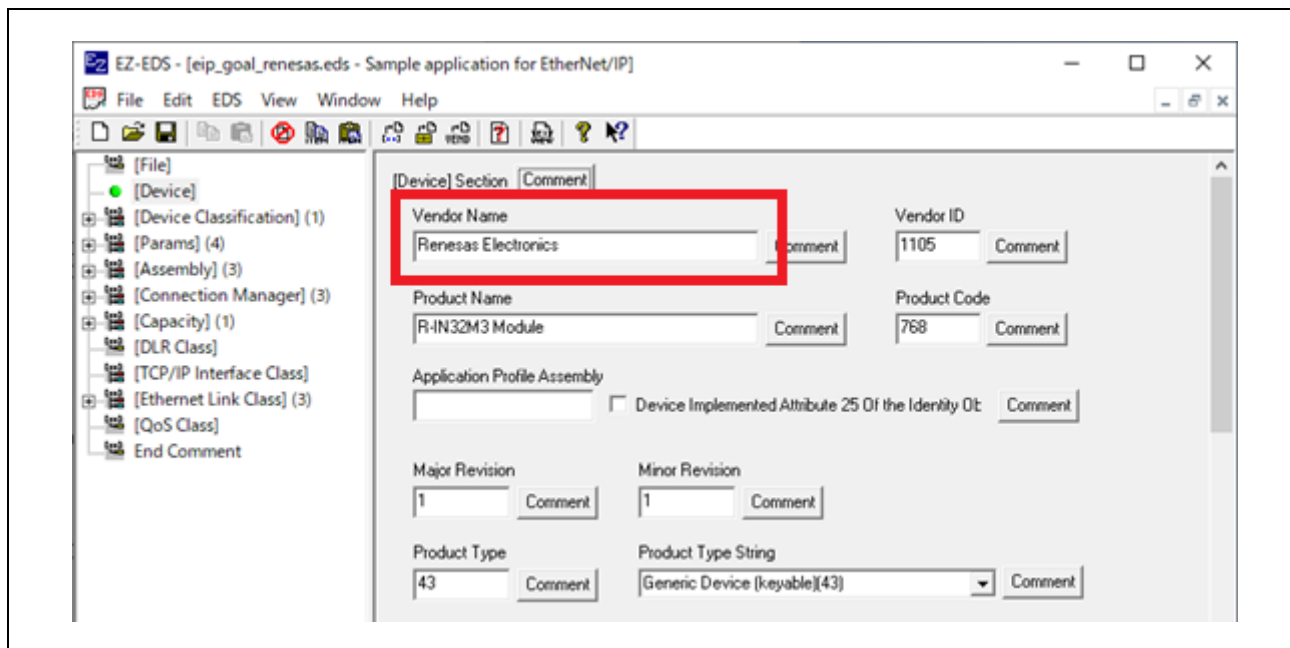 EZ-EDS - [eip_goal_renesas.eds - Sample application for EtherNet/IP]
File Edit EDS View Window Help
[File]
[Device]
[Device Classification] (1)
[Params] (4)
[Assembly] (3)
[Connection Manager] (3)
[Capacity] (1)
[DLR Class]
[TCP/IP Interface Class]
[Ethernet Link Class] (3)
[QoS Class]
End Comment
[Device] Section Comment
Vendor Name Vendor ID
Renesas Electronics Comment 1105 Comment
Product Name Product Code
R-IN32M3 Module Comment 768 Comment
Application Profile Assembly
Device Implemented Attribute 25 Of the Identity Ob Comment
Major Revision Minor Revision
1 Comment 1 Comment
Product Type Product Type String
43 Comment Generic Device (keyable)(43) Comment